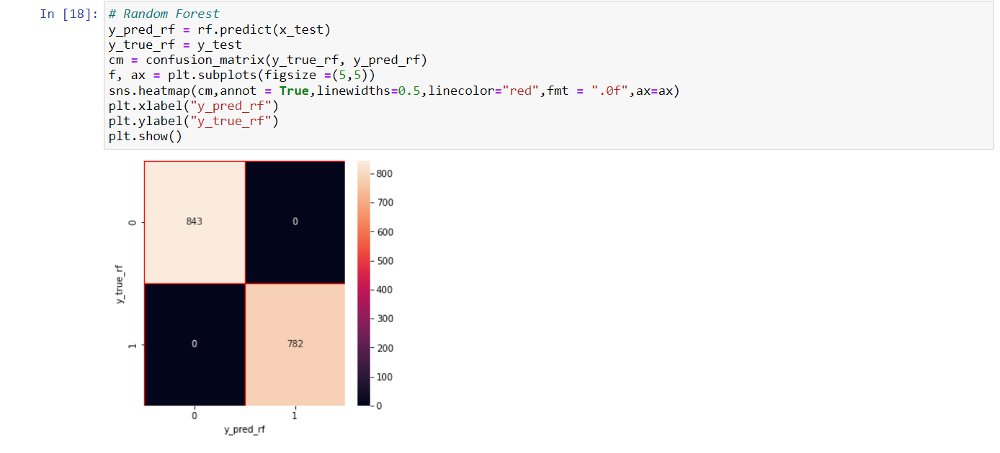 In [18]: # Random Forest
y_pred_rf = rf.predict(x_test)
y_true_rf = y_test
cm = confusion_matrix(y_true_rf, y_pred_rf)
f, ax = plt.subplots(figsize =(5,5))
sns.heatmap(cm,annot = True,linewidths=0.5,linecolor="red",fmt = ".0f",ax=ax)
plt.xlabel("y_pred_rf")
plt.ylabel("y_true_rf")
plt.show()
y_true_rf
0
1
843
0
0
782
0
1
y_pred_rf
800
700
600
500
400
300
200
100
0